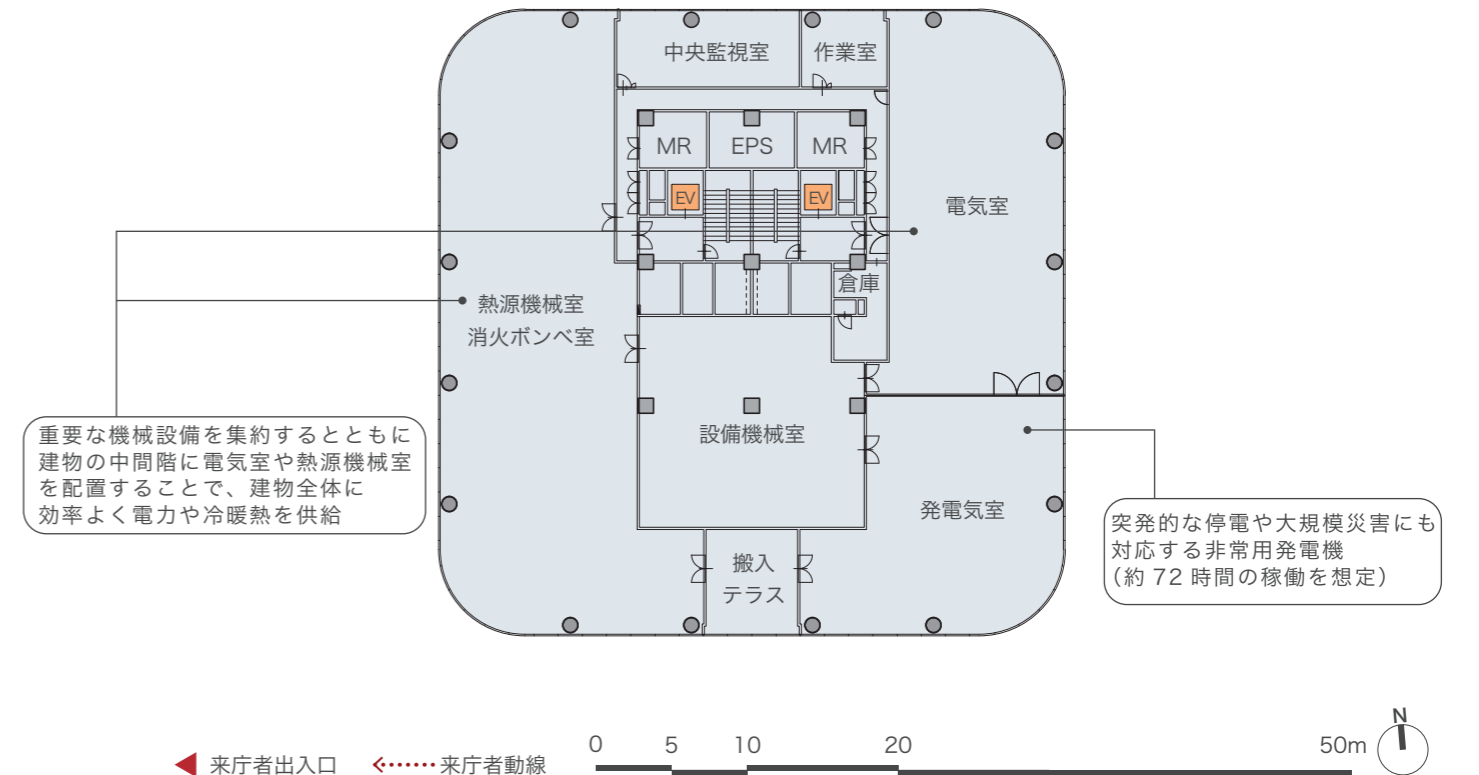 中央監視室
作業室
MR
EPS
MR
EV
EV
電気室
倉庫
熱源機械室
消火ボンベ室
設備機械室
発電気室
搬入
テラス
重要な機械設備を集約するとともに
建物の中間階に電気室や熱源機械室
を配置することで、建物全体に
効率よく電力や冷暖熱を供給
突発的な停電や大規模災害にも
対応する非常用発電機
（約 72 時間の稼働を想定）
来庁者出入口
来庁者動線
0 5 10 20 50m
N